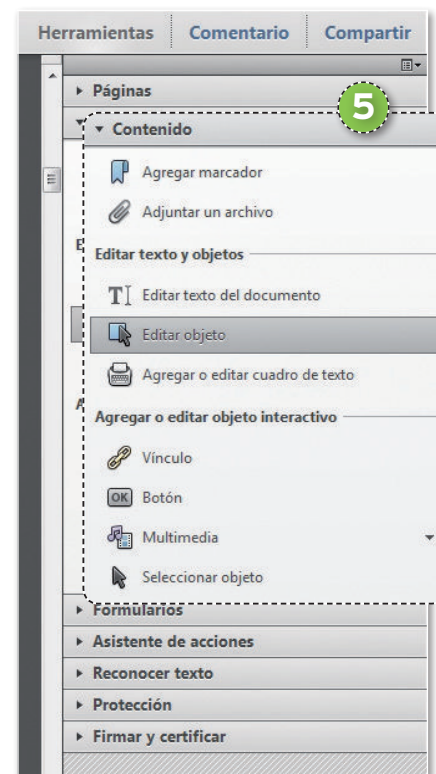 Herramientas Comentario Compartir
Páginas
5
Contenido
Agregar marcador
Adjuntar un archivo
Editar texto y objetos
T Editar texto del documento
Editar objeto
Agregar o editar cuadro de texto
Agregar o editar objeto interactivo
Vínculo
OK Botón
Multimedia
Seleccionar objeto
Formularios
Asistente de acciones
Reconocer texto
Protección
Firmar y certificar